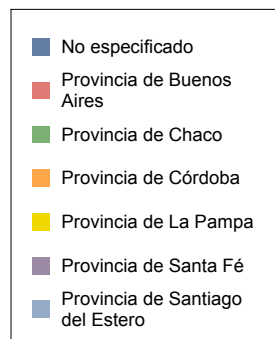 No especificado
Provincia de Buenos
Aires
Provincia de Chaco
Provincia de Córdoba
Provincia de La Pampa
Provincia de Santa Fé
Provincia de Santiago
del Estero